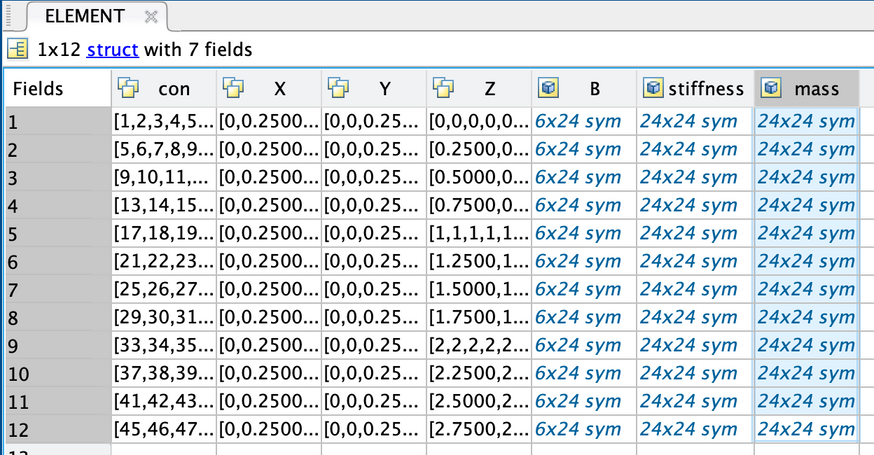 ELEMENT
1x12 struct with 7 fields
Fields con X Y Z B stiffness mass
1 [1,2,3,4,5... [0,0.2500... [0,0,0.25... [0,0,0,0,0... 6x24 sym 24x24 sym 24x24 sym
2 [5,6,7,8,9... [0,0.2500... [0,0,0.25... [0.2500,0... 6x24 sym 24x24 sym 24x24 sym
3 [9,10,11,... [0,0.2500... [0,0,0.25... [0.5000,0... 6x24 sym 24x24 sym 24x24 sym
4 [13,14,15... [0,0.2500... [0,0,0.25... [0.7500,0... 6x24 sym 24x24 sym 24x24 sym
5 [17,18,19... [0,0.2500... [0,0,0.25... [1,1,1,1,1... 6x24 sym 24x24 sym 24x24 sym
6 [21,22,23... [0,0.2500... [0,0,0.25... [1.2500,1... 6x24 sym 24x24 sym 24x24 sym
7 [25,26,27... [0,0.2500... [0,0,0.25... [1.5000,1... 6x24 sym 24x24 sym 24x24 sym
8 [29,30,31... [0,0.2500... [0,0,0.25... [1.7500,1... 6x24 sym 24x24 sym 24x24 sym
9 [33,34,35... [0,0.2500... [0,0,0.25... [2,2,2,2,2... 6x24 sym 24x24 sym 24x24 sym
10 [37,38,39... [0,0.2500... [0,0,0.25... [2.2500,2... 6x24 sym 24x24 sym 24x24 sym
11 [41,42,43... [0,0.2500... [0,0,0.25... [2.5000,2... 6x24 sym 24x24 sym 24x24 sym
12 [45,46,47... [0,0.2500... [0,0,0.25... [2.7500,2... 6x24 sym 24x24 sym 24x24 sym